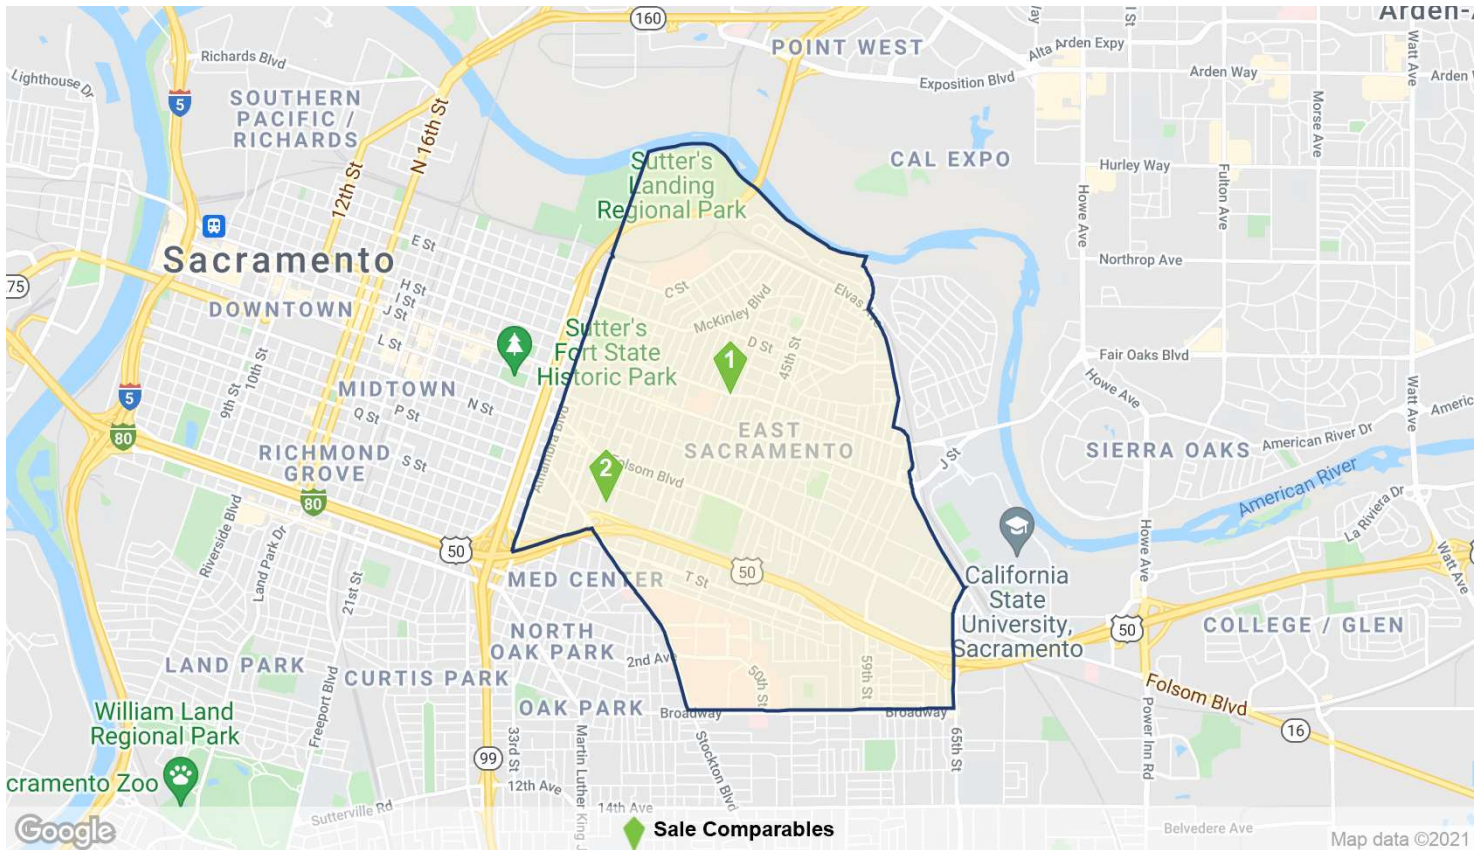 160
Arden-
POINT WEST
Alta Arden Expy
Richards Blvd
Lighthouse Dr
Exposition Blvd
Arden Way
Arden W
Watt Ave
Morse Ave
5
SOUTHERN
PACIFIC /
RICHARDS
N 16th St
12th St
Sutter's
Landing
Regional Park
CAL EXPO
Hurley Way
Howe Ave
Fulton Ave
E St
Sacramento
H St
I St
J St
Northrop Ave
75
DOWNTOWN
C St
McKinley Blvd
Elvas Ave
L St
Sutter's
Fort State
Historic Park
D St
45th St
1
Fair Oaks Blvd
10th St
9th St
MIDTOWN
N St
P St
Q St
Howe Ave
Watt Ave
5
80
Alhambra Blvd
EAST
SACRAMENTO
American River Dr
Americ
RICHMOND
GROVE
S St
2
Folsom Blvd
J St
SIERRA OAKS
American River
80
La Riviera Dr
Riverside Blvd
Land Park Dr
50
MED CENTER
T St
50
California
State
University,
Sacramento
Howe Ave
Watt Ave
21st St
NORTH
OAK PARK
50
COLLEGE / GLEN
2nd Ave
50th St
59th St
LAND PARK
CURTIS PARK
Freeport Blvd
Folsom Blvd
OAK PARK
Broadway
Broadway
William Land
Regional Park
Power Inn Rd
16
99
33rd St
Martin Luther King J
Stockton Blvd
65th St
cramento Zoo
12th Ave
14th Ave
Sutterville Rd
Google
Sale Comparables
Belvedere Ave
Map data ©2021